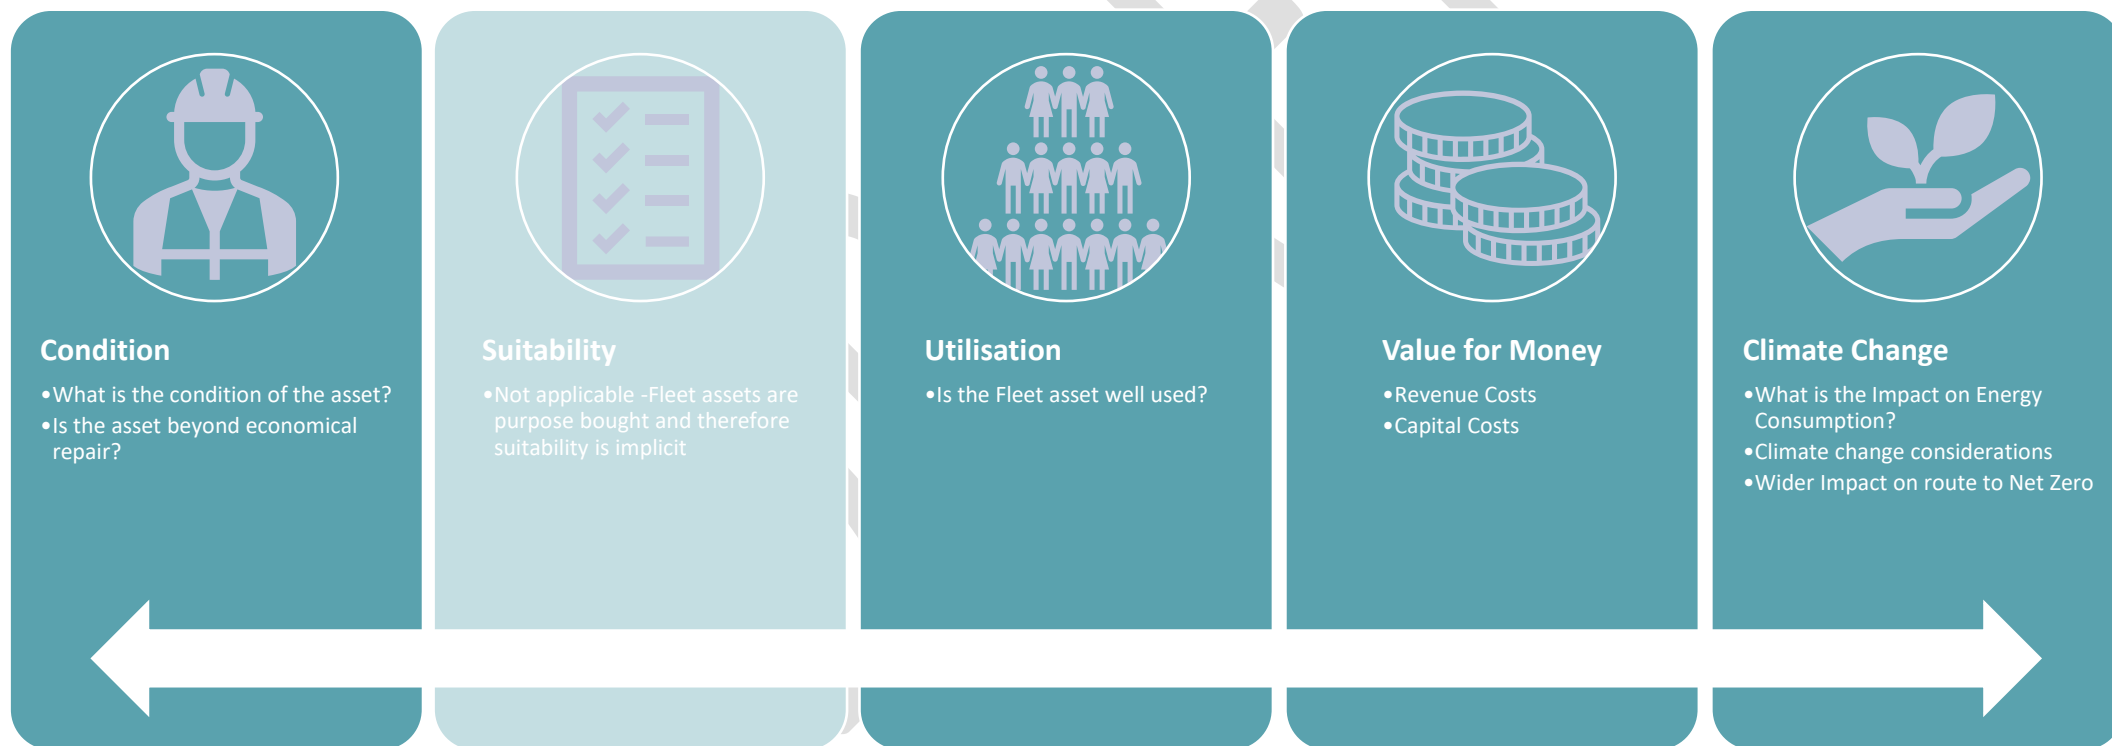 Condition
•What is the condition of the asset?
•Is the asset beyond economical
repair?
Suitability
•Not applicable -Fleet assets are
purpose bought and therefore
suitability is implicit
Utilisation
•Is the Fleet asset well used?
Value for Money
•Revenue Costs
•Capital Costs
Climate Change
•What is the Impact on Energy
Consumption?
•Climate change considerations
•Wider Impact on route to Net Zero